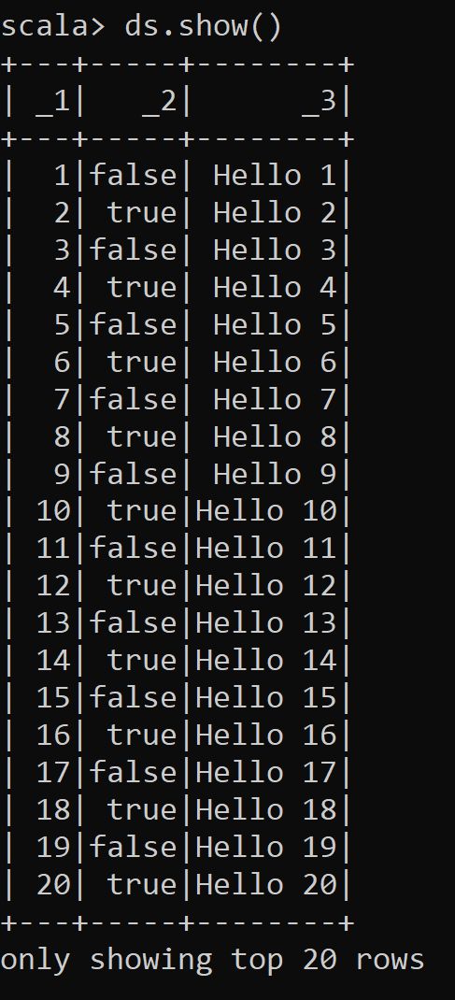 scala> ds.show()
+---+-----+--------+
| _1|   _2|      _3|
+---+-----+--------+
|  1|false| Hello 1|
|  2| true| Hello 2|
|  3|false| Hello 3|
|  4| true| Hello 4|
|  5|false| Hello 5|
|  6| true| Hello 6|
|  7|false| Hello 7|
|  8| true| Hello 8|
|  9|false| Hello 9|
| 10| true|Hello 10|
| 11|false|Hello 11|
| 12| true|Hello 12|
| 13|false|Hello 13|
| 14| true|Hello 14|
| 15|false|Hello 15|
| 16| true|Hello 16|
| 17|false|Hello 17|
| 18| true|Hello 18|
| 19|false|Hello 19|
| 20| true|Hello 20|
+---+-----+--------+
only showing top 20 rows